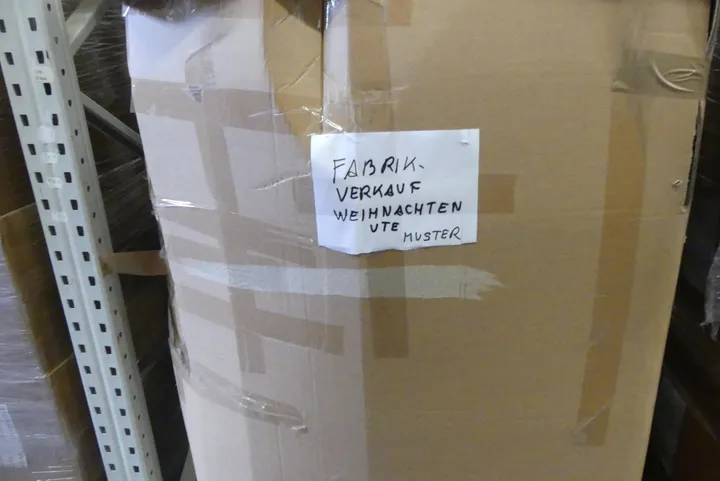 FABRIK-
VERKAUF
WEIHNACHTEN
UTE
MUSTER